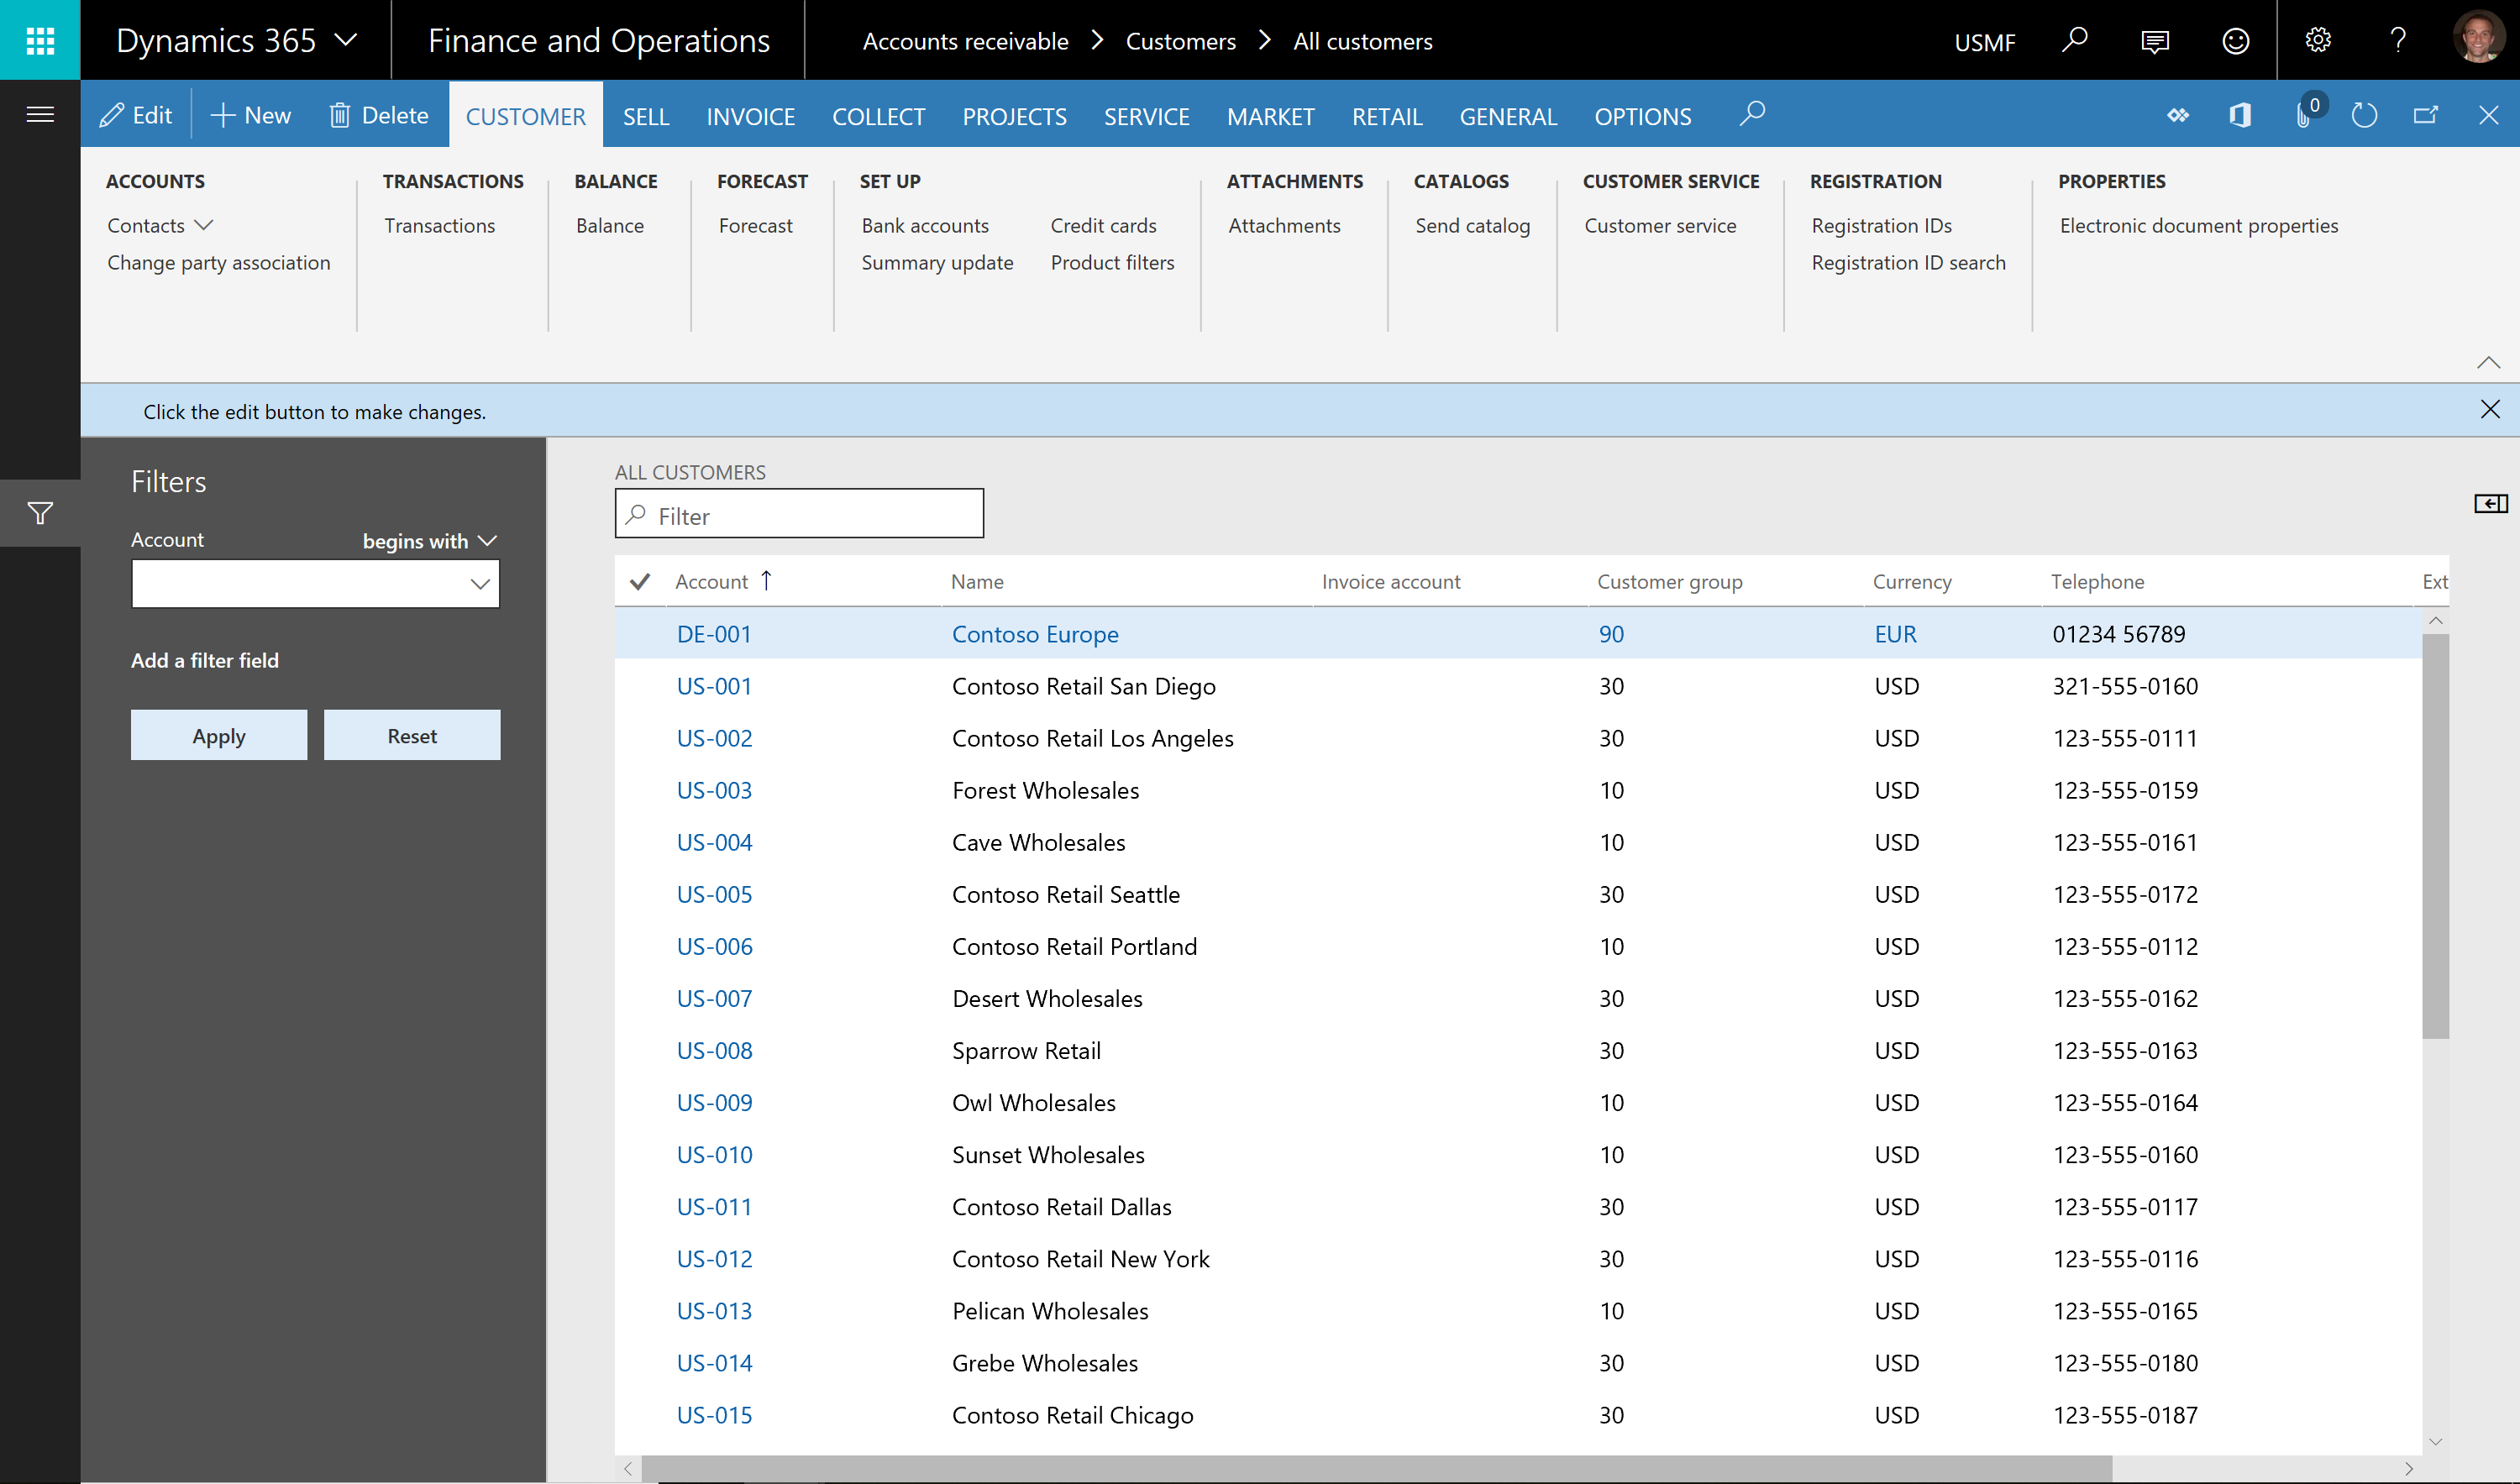 Dynamics 365 Finance and Operations Accounts receivable > Customers > All customers USMF ?
Edit New Delete CUSTOMER SELL INVOICE COLLECT PROJECTS SERVICE MARKET RETAIL GENERAL OPTIONS 0
ACCOUNTS TRANSACTIONS BALANCE FORECAST SET UP ATTACHMENTS CATALOGS CUSTOMER SERVICE REGISTRATION PROPERTIES
Contacts Transactions Balance Forecast Bank accounts Credit cards Attachments Send catalog Customer service Registration IDs Electronic document properties
Change party association Summary update Product filters Registration ID search
Click the edit button to make changes.
Filters
Account begins with
Add a filter field
Apply Reset
ALL CUSTOMERS
Filter
Account Name Invoice account Customer group Currency Telephone Ext
DE-001 Contoso Europe 90 EUR 01234 56789
US-001 Contoso Retail San Diego 30 USD 321-555-0160
US-002 Contoso Retail Los Angeles 30 USD 123-555-0111
US-003 Forest Wholesales 10 USD 123-555-0159
US-004 Cave Wholesales 10 USD 123-555-0161
US-005 Contoso Retail Seattle 30 USD 123-555-0172
US-006 Contoso Retail Portland 10 USD 123-555-0112
US-007 Desert Wholesales 30 USD 123-555-0162
US-008 Sparrow Retail 30 USD 123-555-0163
US-009 Owl Wholesales 10 USD 123-555-0164
US-010 Sunset Wholesales 10 USD 123-555-0160
US-011 Contoso Retail Dallas 30 USD 123-555-0117
US-012 Contoso Retail New York 30 USD 123-555-0116
US-013 Pelican Wholesales 10 USD 123-555-0165
US-014 Grebe Wholesales 30 USD 123-555-0180
US-015 Contoso Retail Chicago 30 USD 123-555-0187